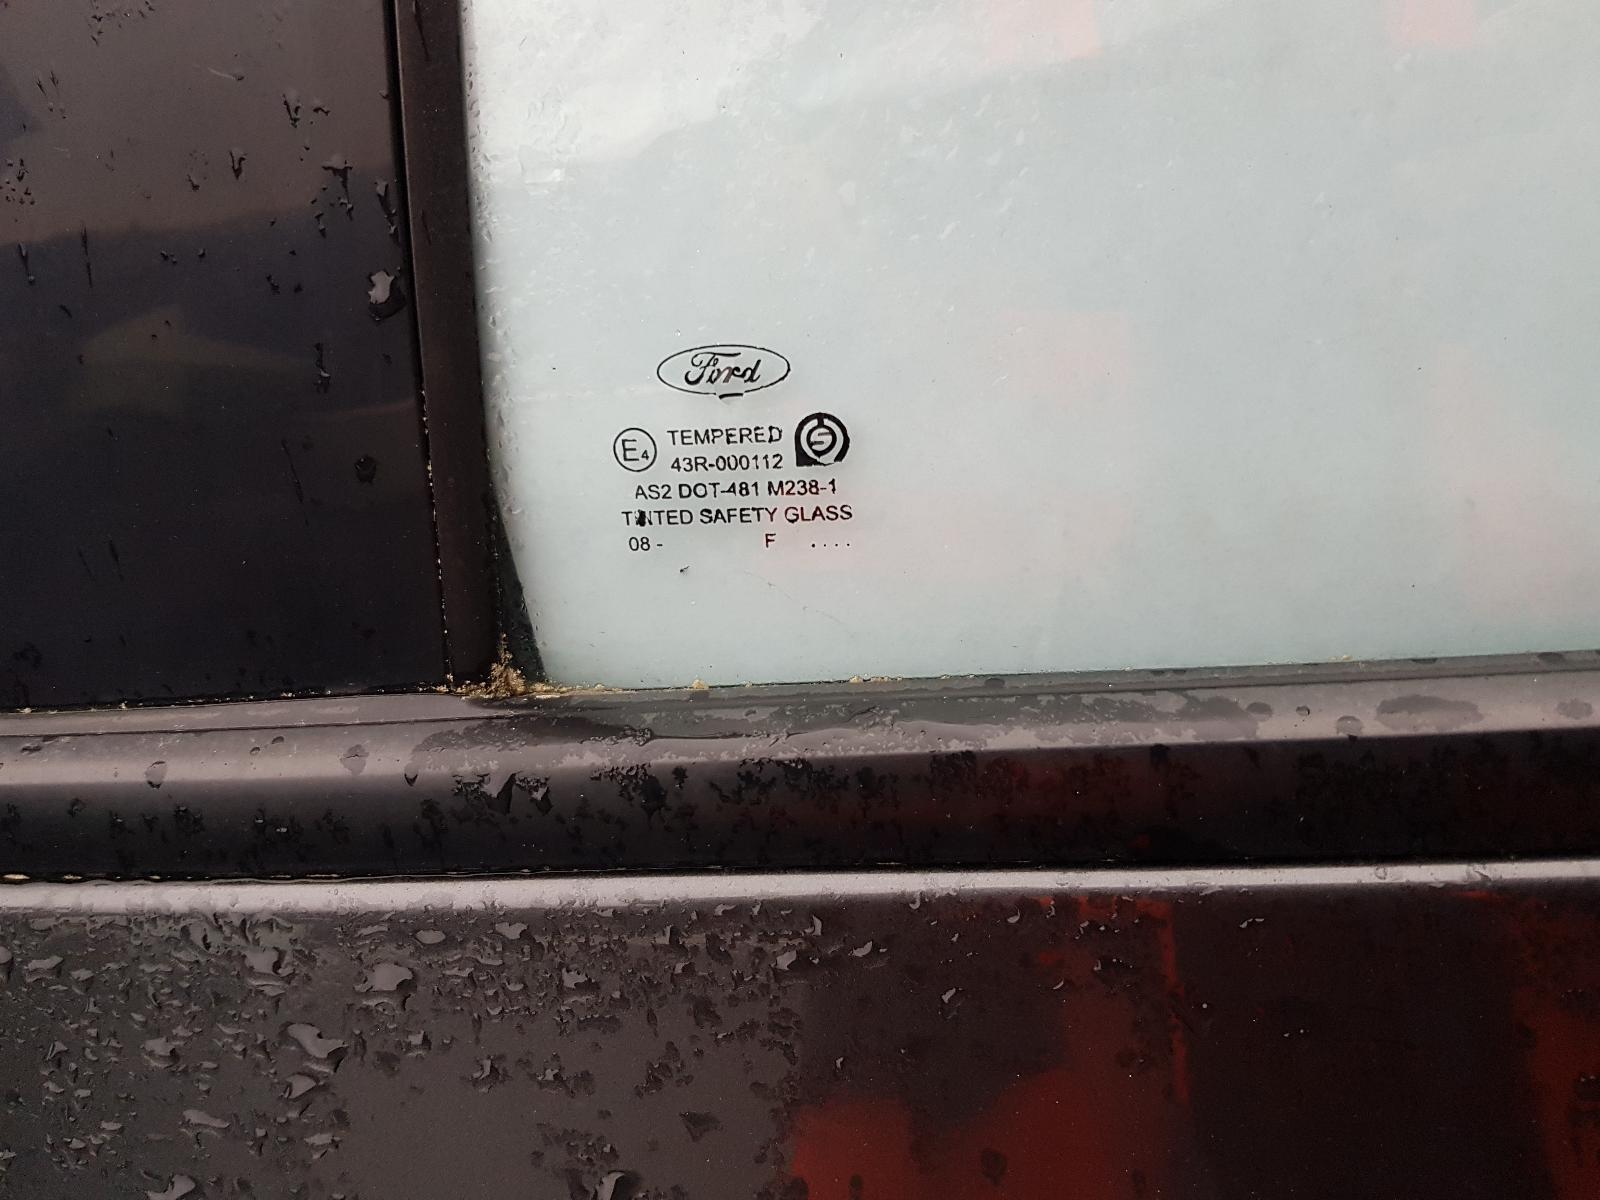 Ford
E4 TEMPERED S
43R-000112
AS2 DOT-481 M238-1
TINTED SAFETY GLASS
08 - F ....